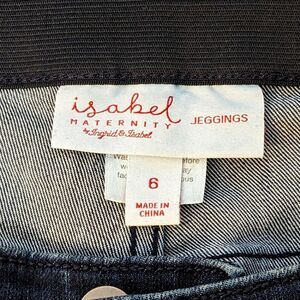 isabel
MATERNITY
by Ingrid & Isabel
JEGGINGS
6
MADE IN
CHINA